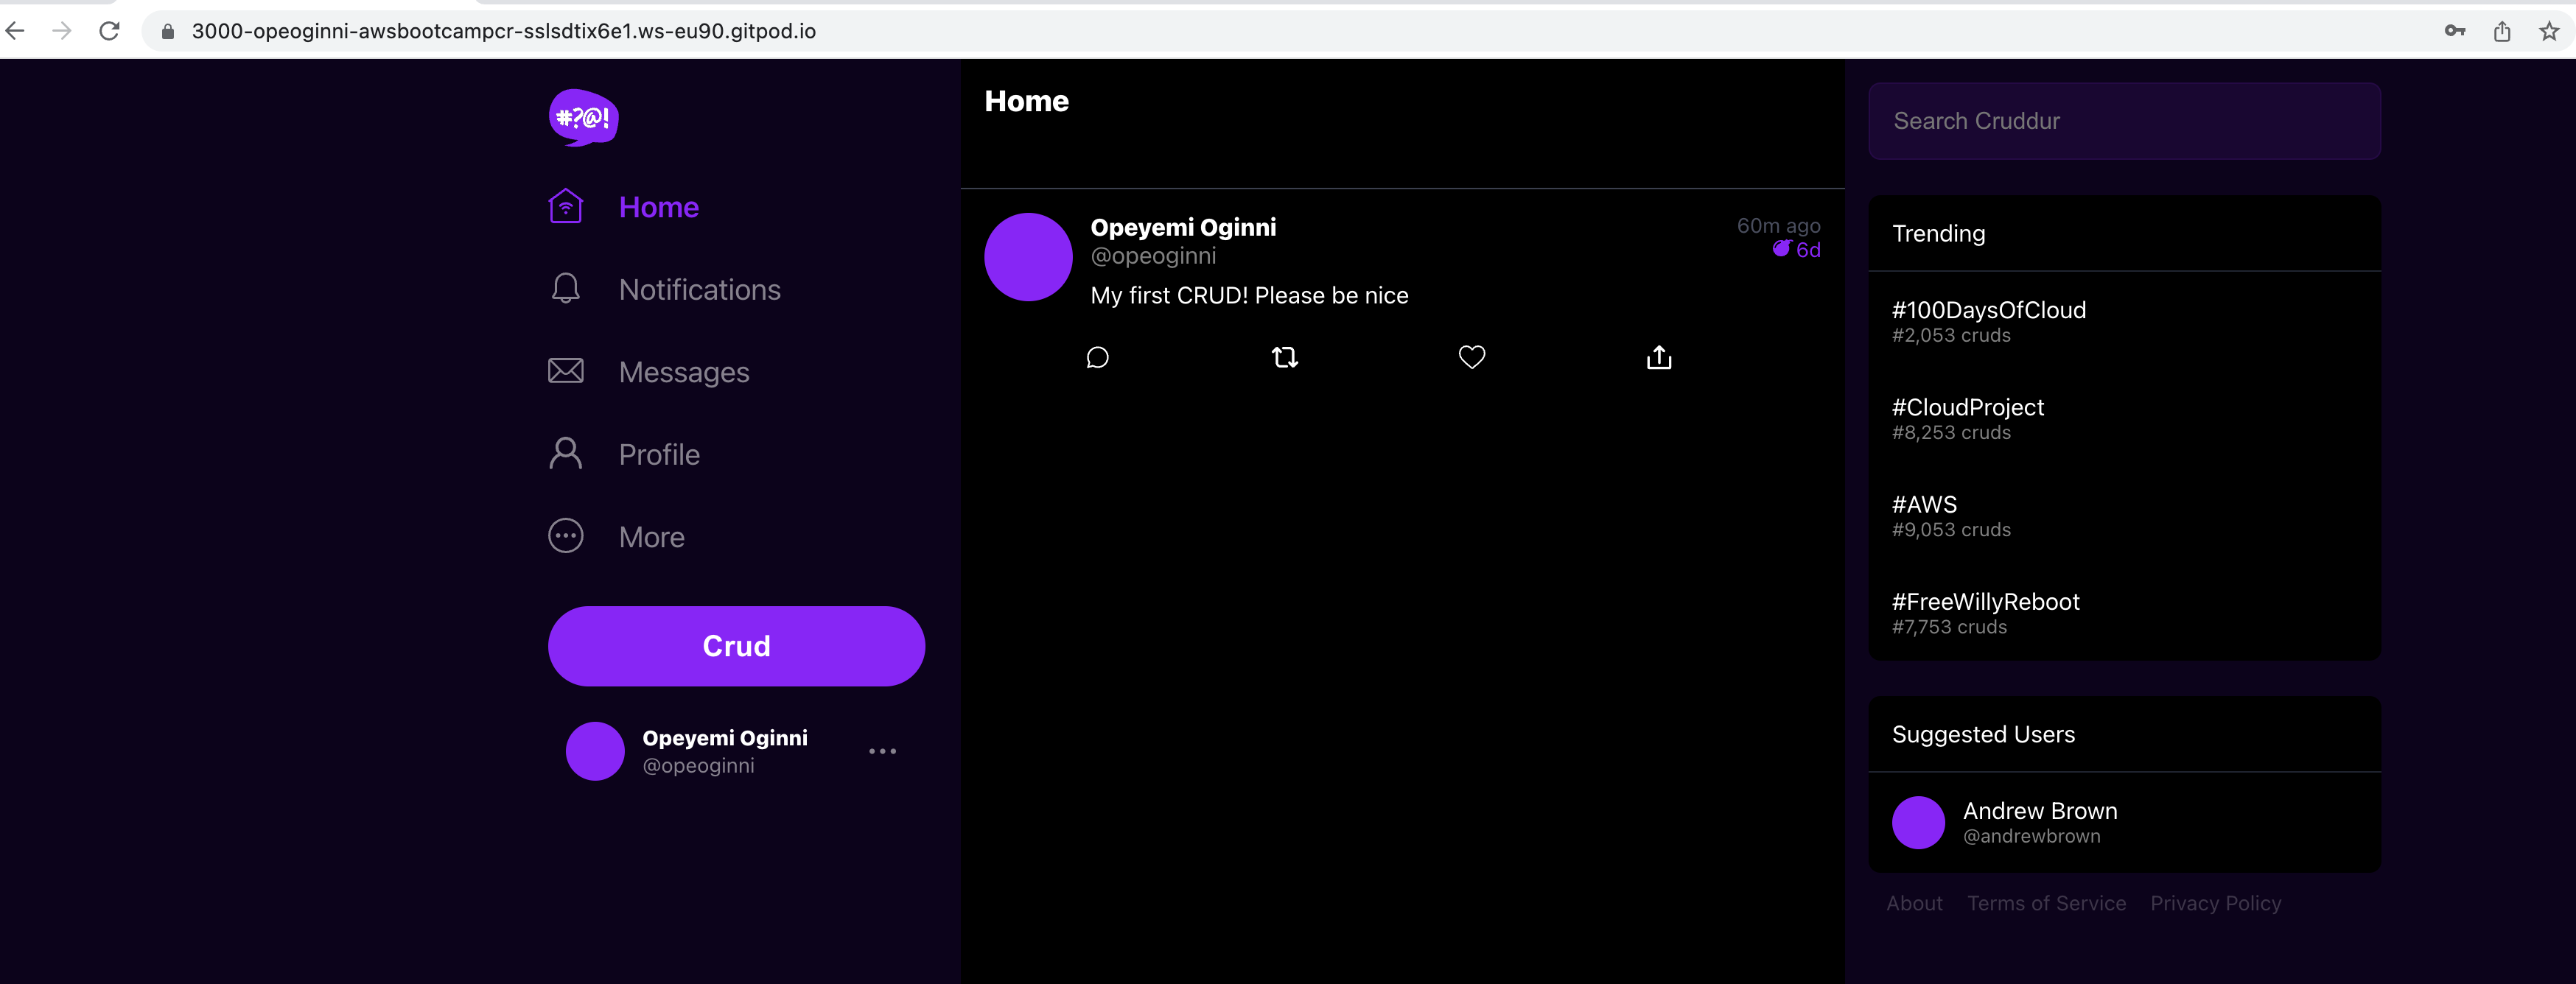 3000-opeoginni-awsbootcampcr-sslsdtix6e1.ws-eu90.gitpod.io
#?@!
Home
Notifications
Messages
Profile
More
Crud
Opeyemi Oginni
@opeoginni
Home
Opeyemi Oginni
60m ago
@opeoginni
6d
My first CRUD! Please be nice
Search Cruddur
Trending
#100DaysOfCloud
#2,053 cruds
#CloudProject
#8,253 cruds
#AWS
#9,053 cruds
#FreeWillyReboot
#7,753 cruds
Suggested Users
Andrew Brown
@andrewbrown
About Terms of Service Privacy Policy